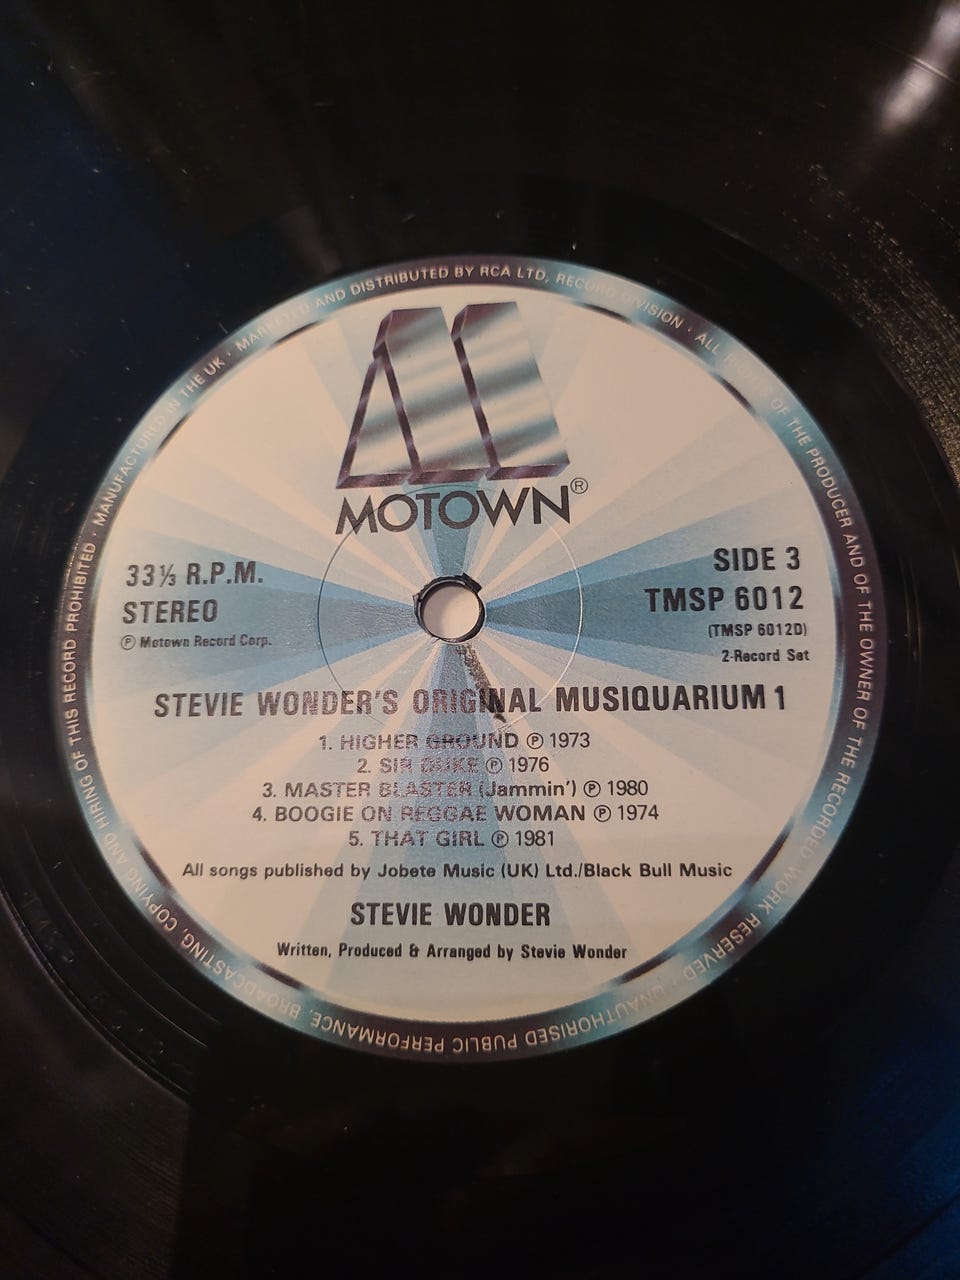 MANUFACTURED IN THE UK · MARKETED AND DISTRIBUTED BY RCA LTD, RECORD DIVISION · ALL RIGHTS OF THE PRODUCER AND OF THE OWNER OF THE RECORDED WORK RESERVED · UNAUTHORISED PUBLIC PERFORMANCE, BROADCASTING, COPYING AND HIRING OF THIS RECORD PROHIBITED ·
MOTOWN®
33⅓ R.P.M.
STEREO
℗ Motown Record Corp.
SIDE 3
TMSP 6012
(TMSP 6012D)
2-Record Set
STEVIE WONDER'S ORIGINAL MUSIQUARIUM 1
1. HIGHER GROUND ℗ 1973
2. SIR DUKE ℗ 1976
3. MASTER BLASTER (Jammin') ℗ 1980
4. BOOGIE ON REGGAE WOMAN ℗ 1974
5. THAT GIRL ℗ 1981
All songs published by Jobete Music (UK) Ltd./Black Bull Music
STEVIE WONDER
Written, Produced & Arranged by Stevie Wonder